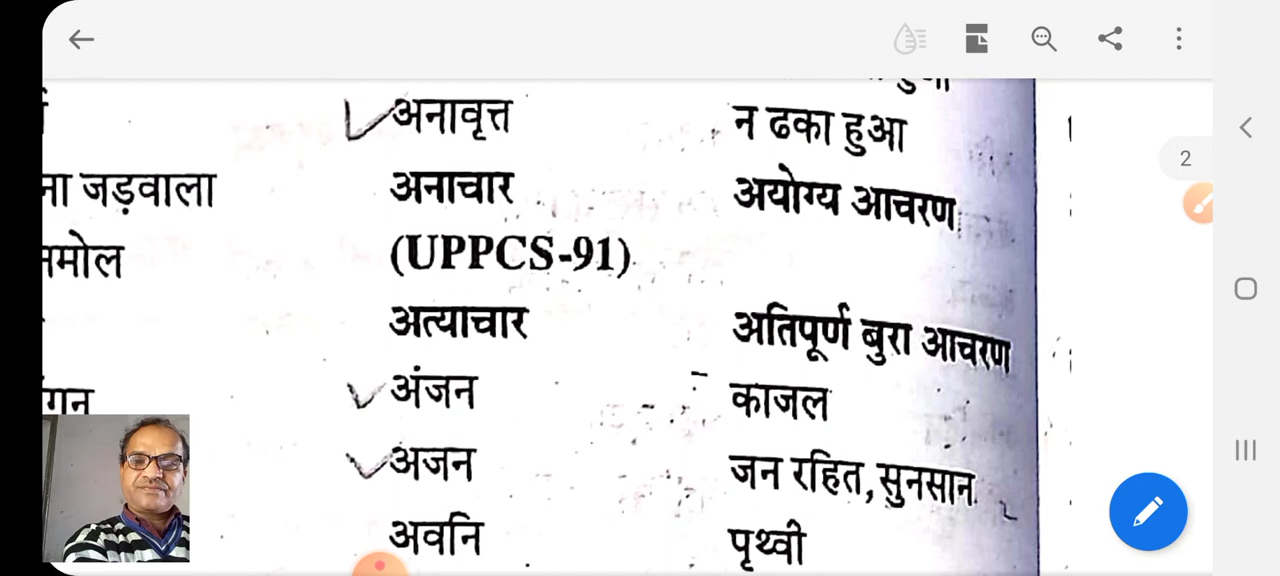 2
अनावृत्त न ढका हुआ
जड़वाला अनाचार अयोग्य आचरण
(UPPCS-91)
अत्याचार अतिपूर्ण बुरा आचरण
अंजन काजल
अजन जन रहित, सुनसान
अवनि पृथ्वी